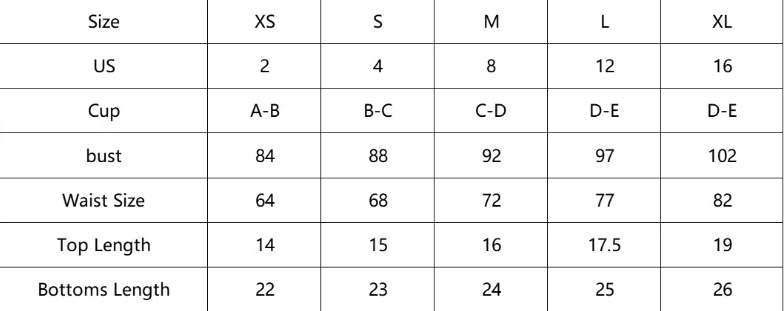 Size XS S M L XL
US 2 4 8 12 16
Cup A-B B-C C-D D-E D-E
bust 84 88 92 97 102
Waist Size 64 68 72 77 82
Top Length 14 15 16 17.5 19
Bottoms Length 22 23 24 25 26